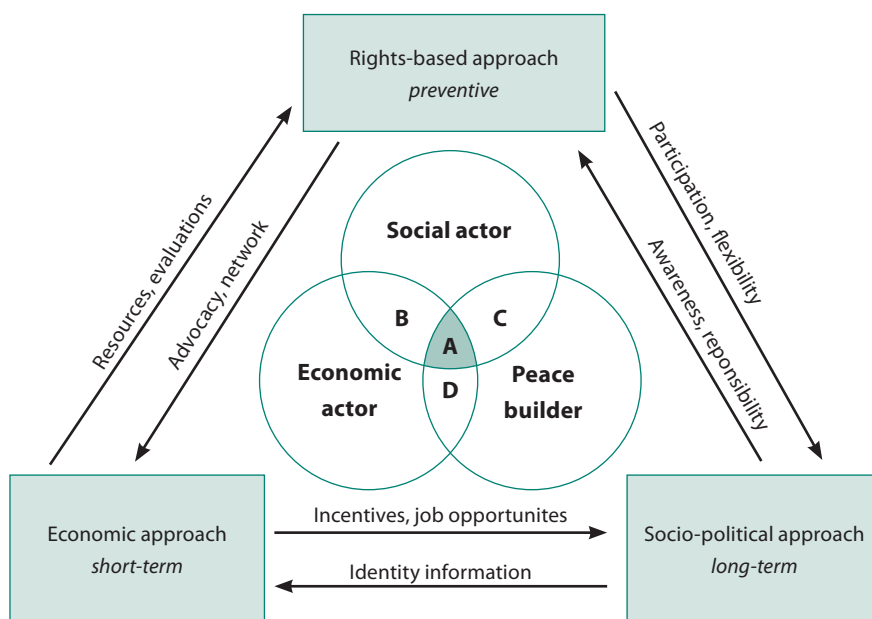 Rights-based approach
preventive
Resources, evaluations
Advocacy, network
Participation, flexibility
Awareness, reponsibility
Social actor
B
C
A
Economic
actor
D
Peace
builder
Economic approach
short-term
Incentives, job opportunites
Identity information
Socio-political approach
long-term